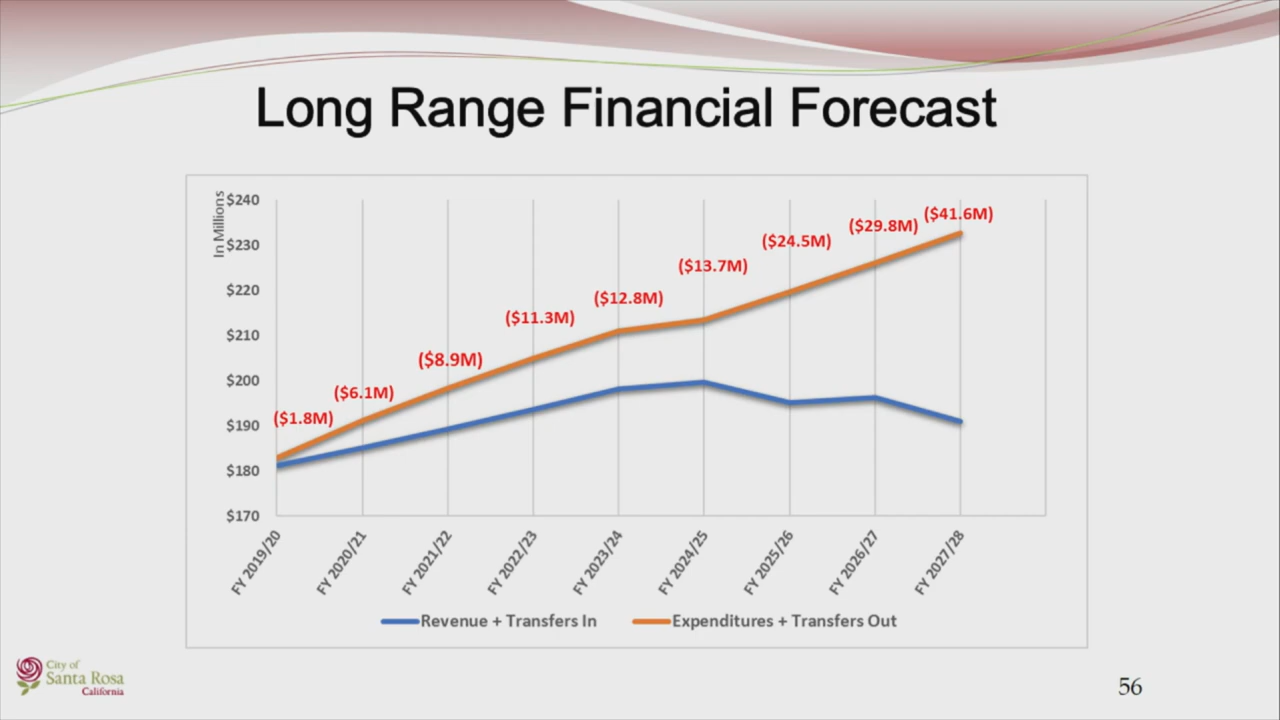 Long Range Financial Forecast
In Millions
$240
$230
$220
$210
$200
$190
$180
$170
($1.8M)
($6.1M)
($8.9M)
($11.3M)
($12.8M)
($13.7M)
($24.5M)
($29.8M)
($41.6M)
FY 2019/20
FY 2020/21
FY 2021/22
FY 2022/23
FY 2023/24
FY 2024/25
FY 2025/26
FY 2026/27
FY 2027/28
Revenue + Transfers In
Expenditures + Transfers Out
City of
Santa Rosa
California
56